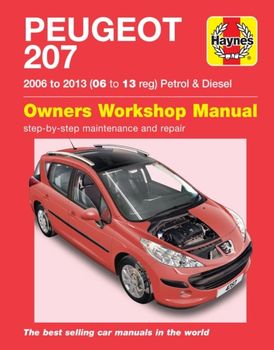 PEUGEOT
207
Haynes
2006 to 2013 (06 to 13 reg) Petrol & Diesel
Owners Workshop Manual
step-by-step maintenance and repair
The best selling car manuals in the world